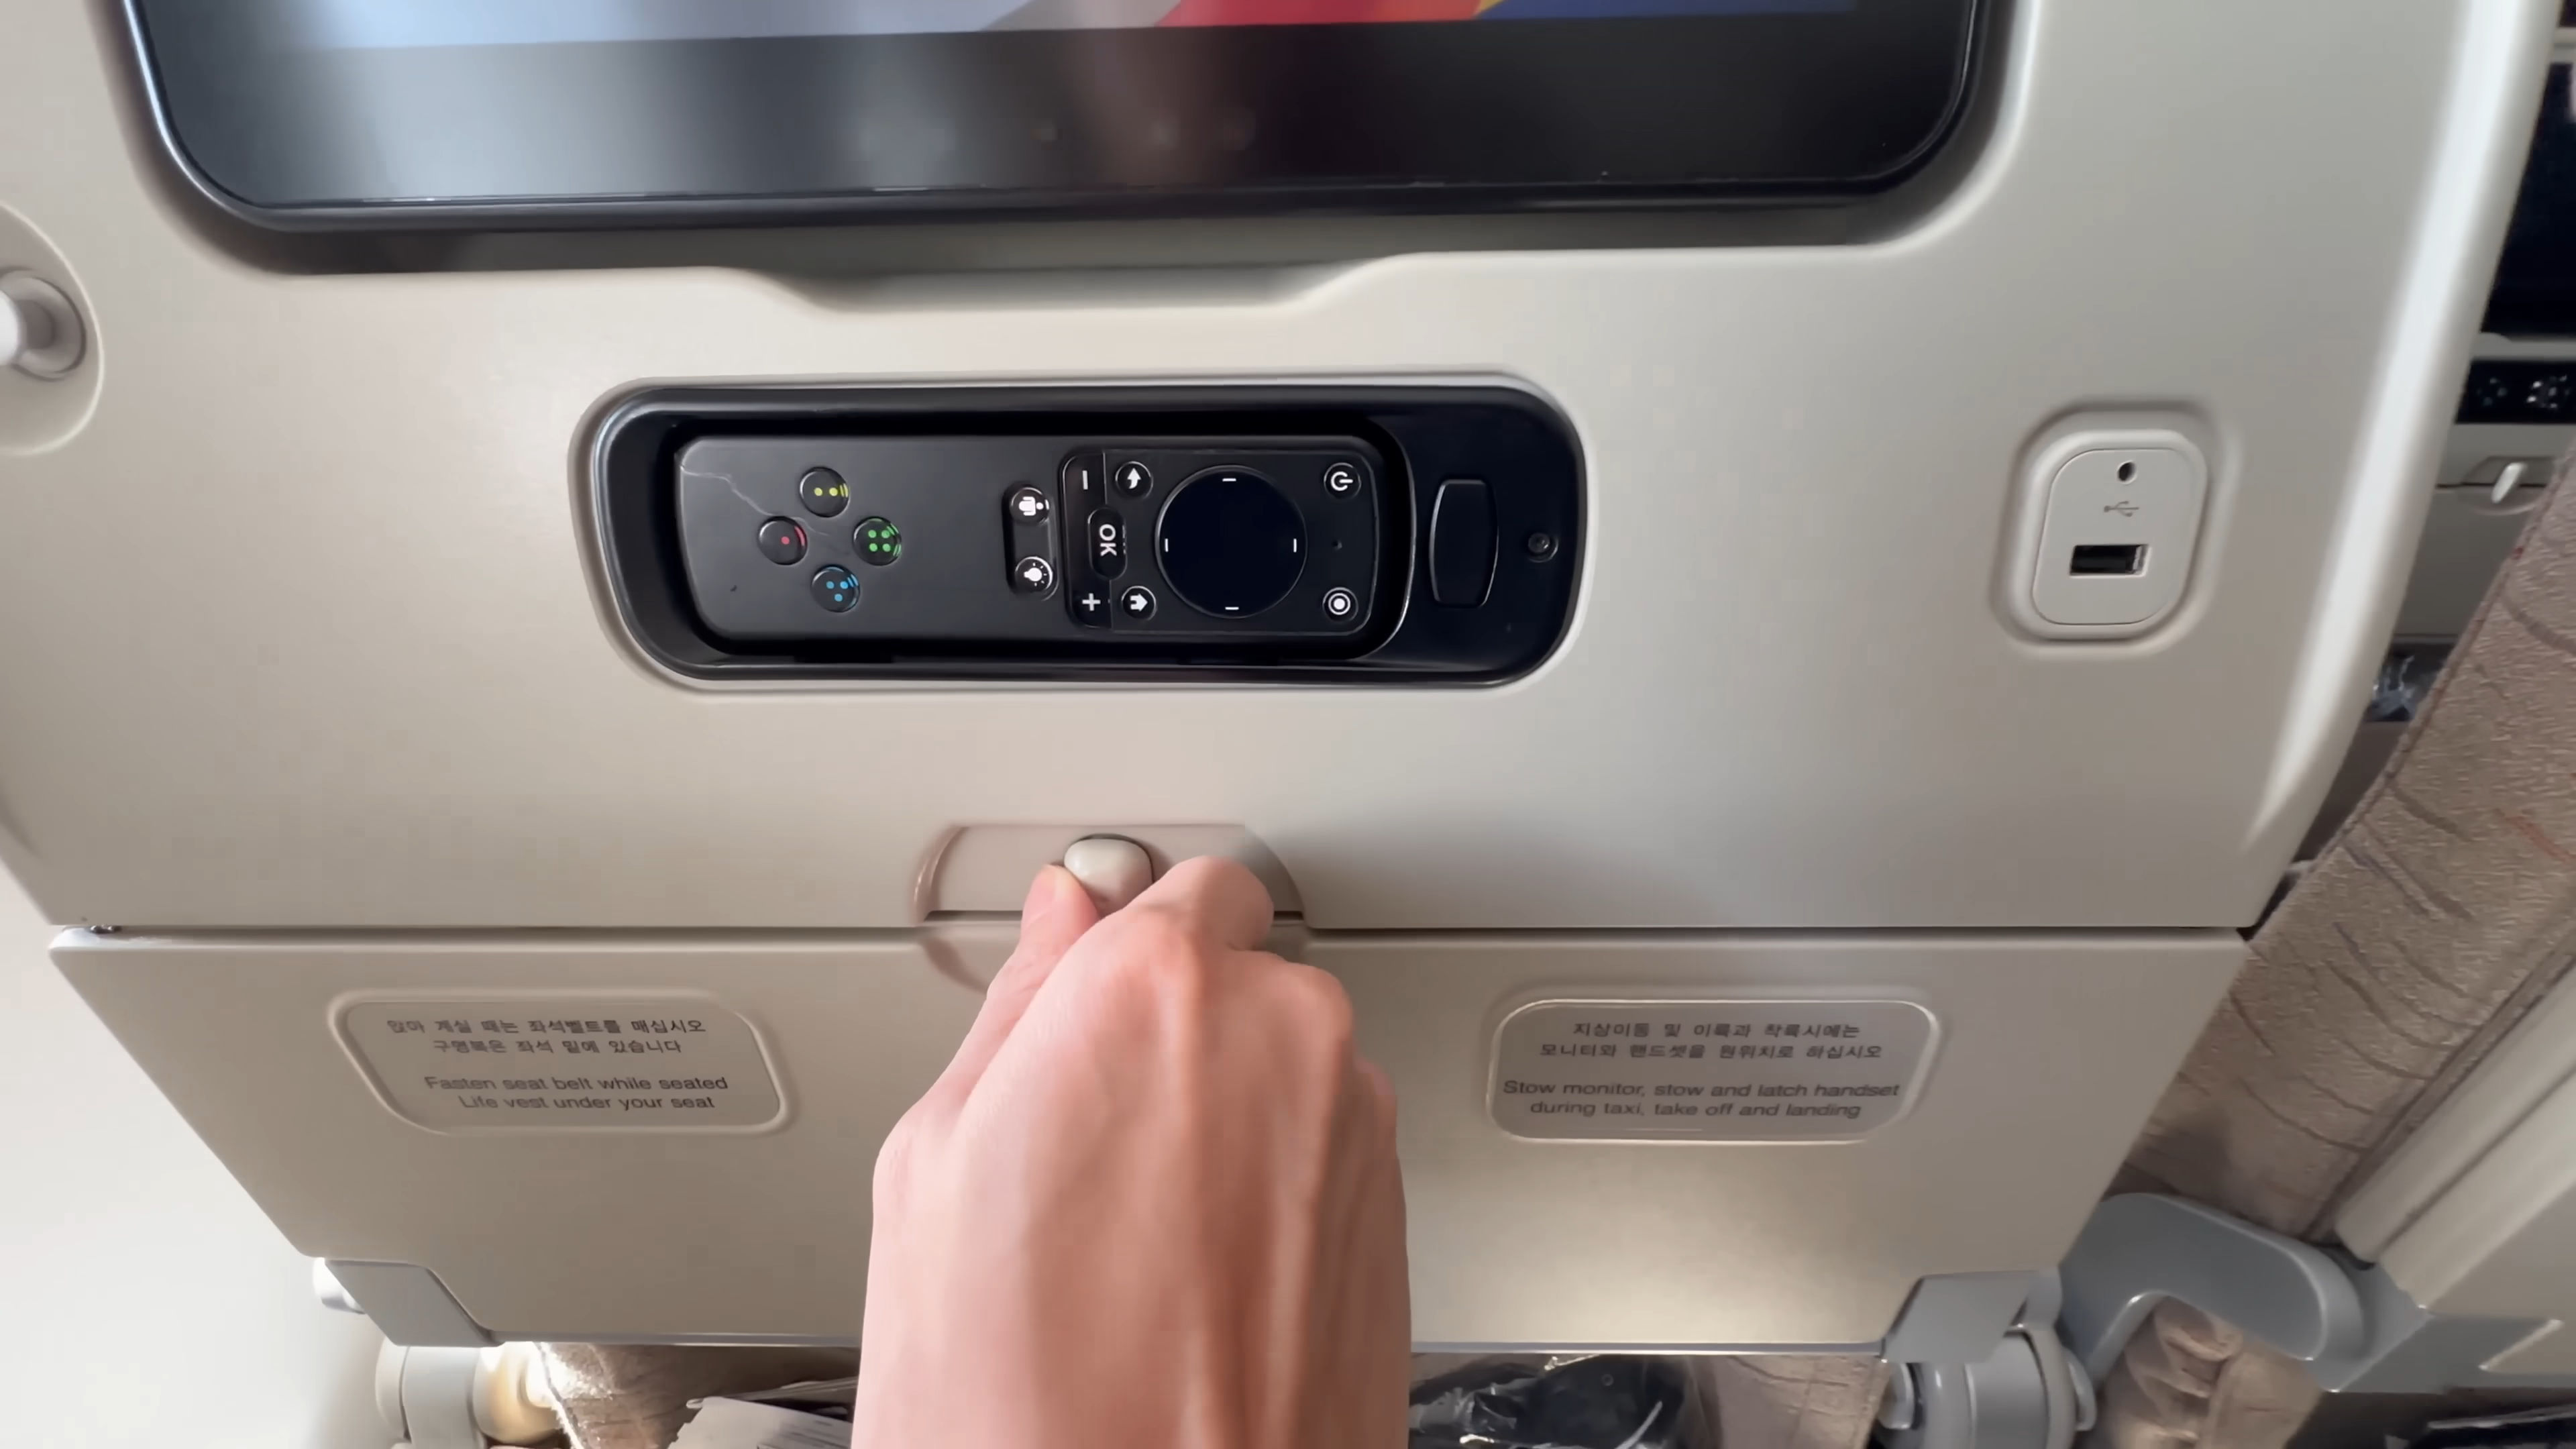 OK
앉아 계실 때는 좌석벨트를 매십시오
구명복은 좌석 밑에 있습니다
Fasten seat belt while seated
Life vest under your seat
지상이동 및 이륙과 착륙시에는
모니터와 핸드셋을 원위치로 하십시오
Stow monitor, stow and latch handset
during taxi, take off and landing